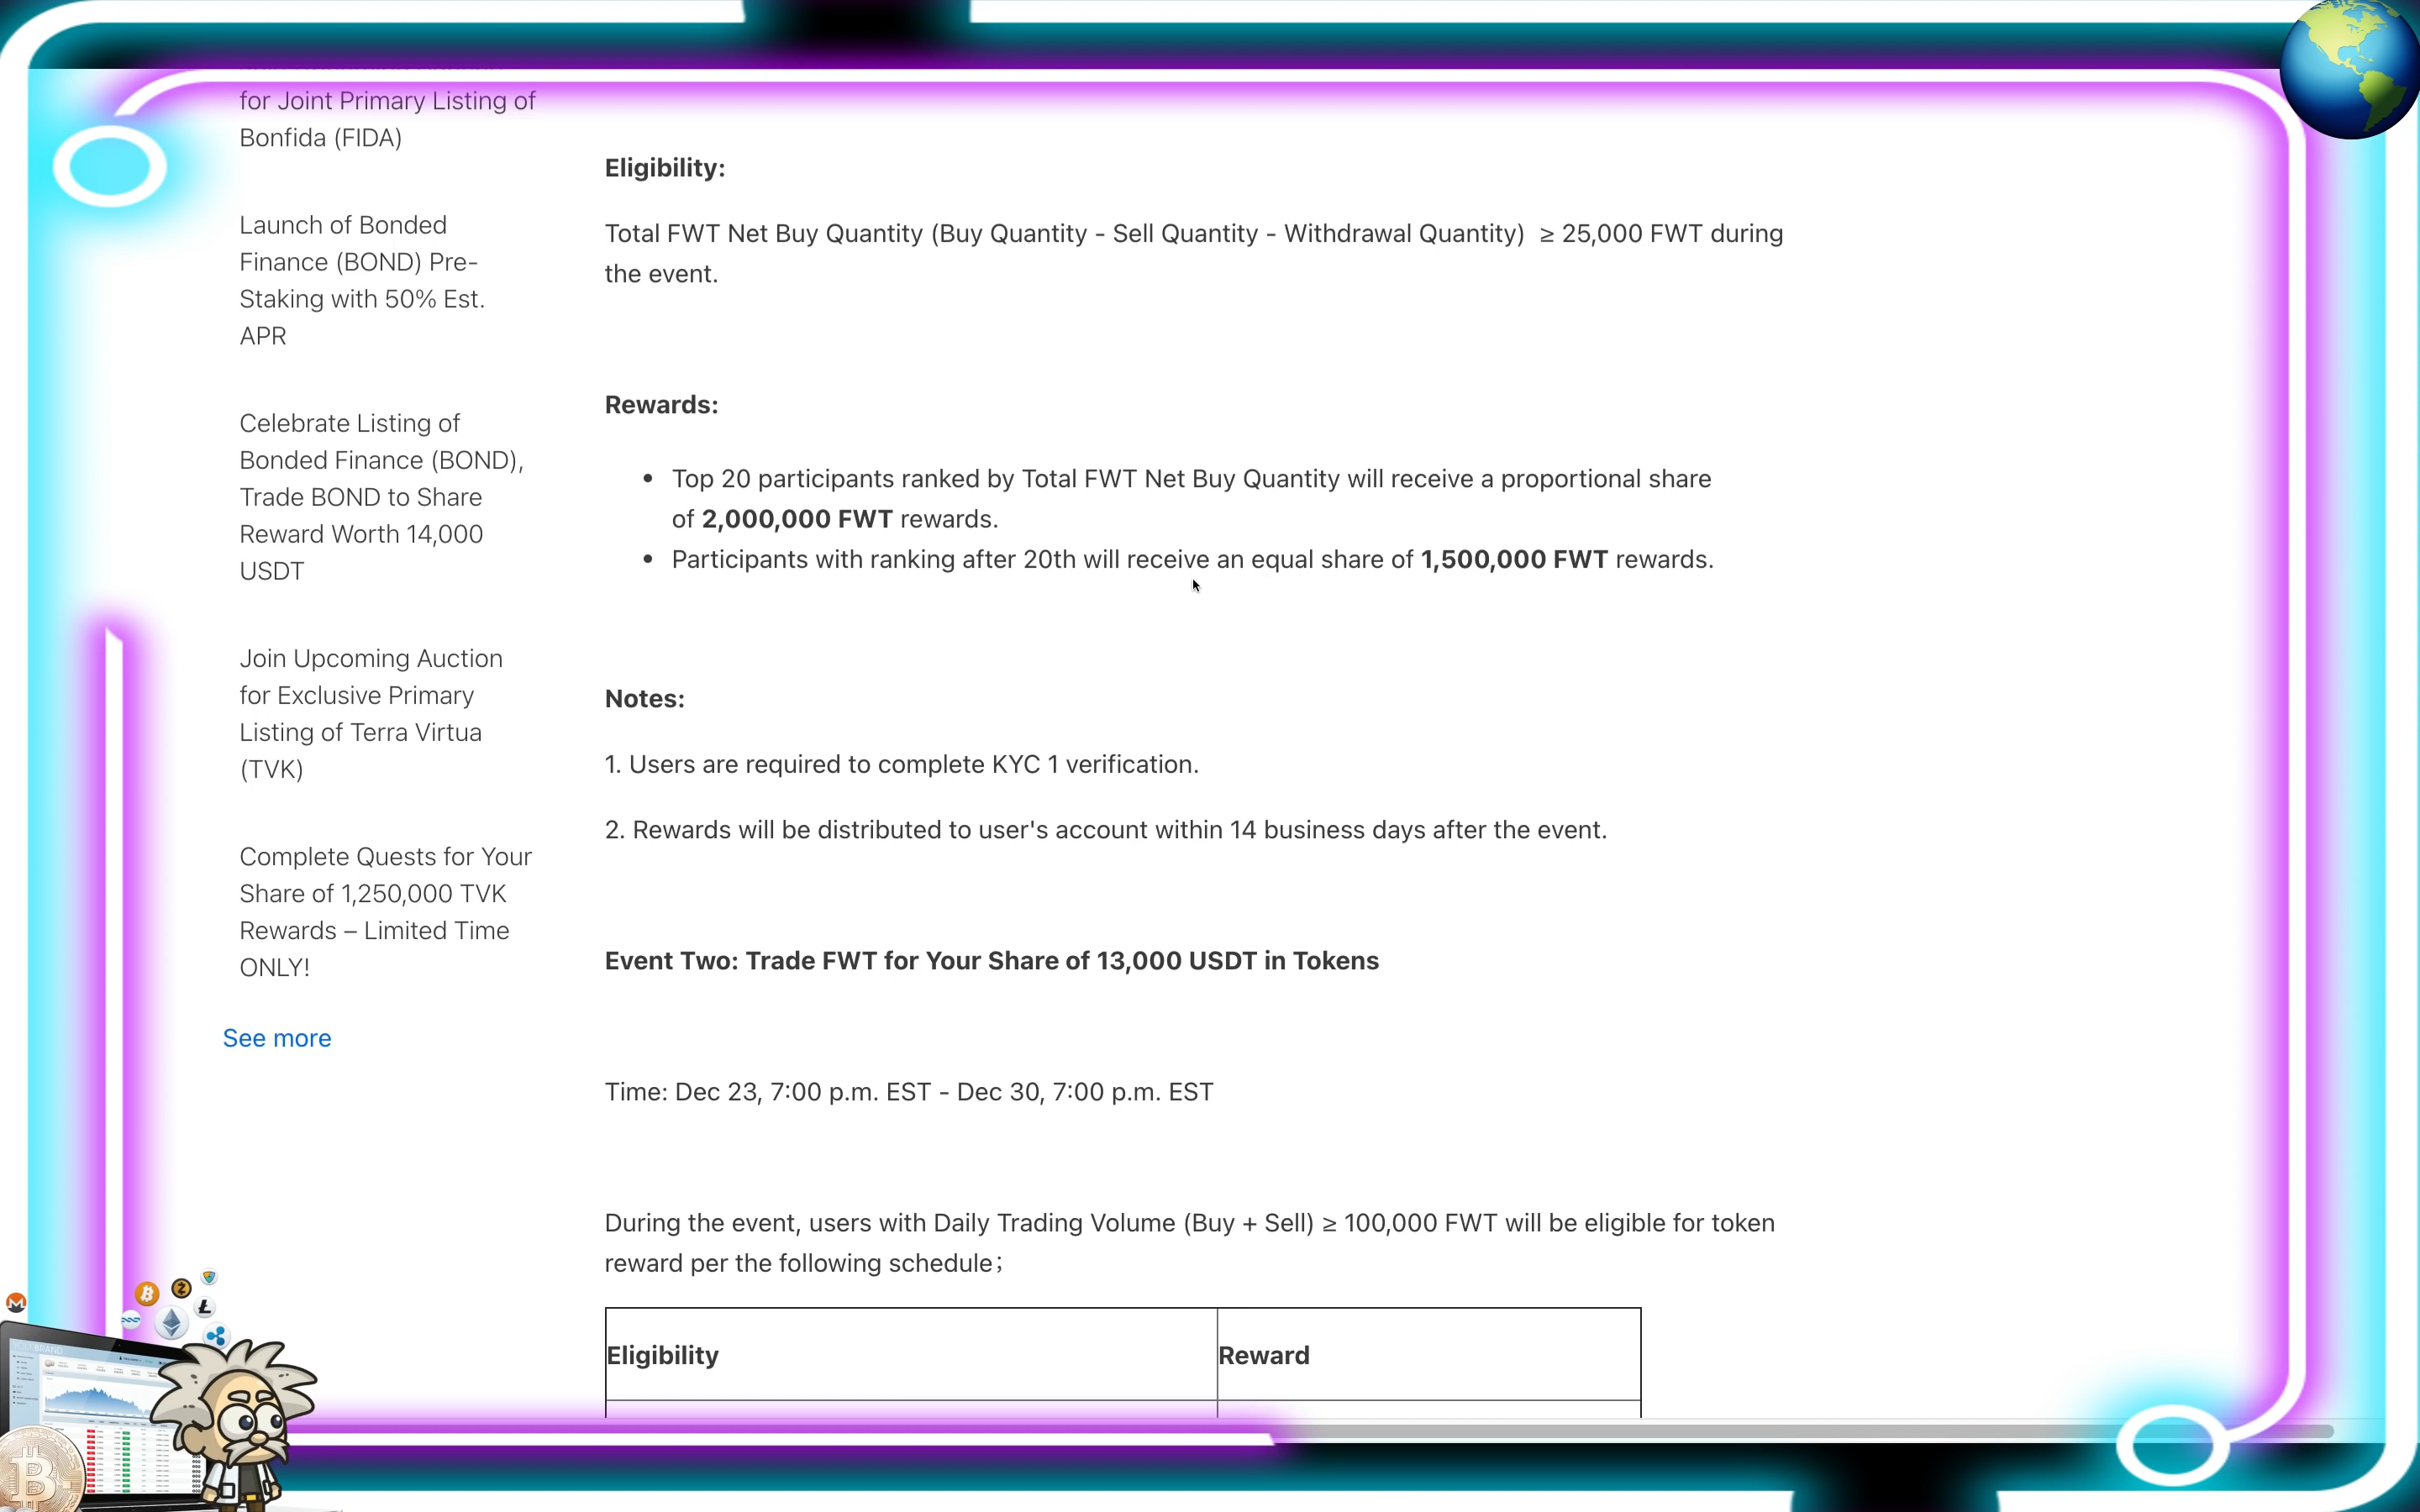 for Joint Primary Listing of
Bonfida (FIDA)
Launch of Bonded
Finance (BOND) Pre-
Staking with 50% Est.
APR
Celebrate Listing of
Bonded Finance (BOND),
Trade BOND to Share
Reward Worth 14,000
USDT
Join Upcoming Auction
for Exclusive Primary
Listing of Terra Virtua
(TVK)
Complete Quests for Your
Share of 1,250,000 TVK
Rewards – Limited Time
ONLY!
See more
Eligibility:
Total FWT Net Buy Quantity (Buy Quantity - Sell Quantity - Withdrawal Quantity) ≥ 25,000 FWT during
the event.
Rewards:
• Top 20 participants ranked by Total FWT Net Buy Quantity will receive a proportional share
of 2,000,000 FWT rewards.
• Participants with ranking after 20th will receive an equal share of 1,500,000 FWT rewards.
Notes:
1. Users are required to complete KYC 1 verification.
2. Rewards will be distributed to user's account within 14 business days after the event.
Event Two: Trade FWT for Your Share of 13,000 USDT in Tokens
Time: Dec 23, 7:00 p.m. EST - Dec 30, 7:00 p.m. EST
During the event, users with Daily Trading Volume (Buy + Sell) ≥ 100,000 FWT will be eligible for token
reward per the following schedule；
Eligibility
Reward